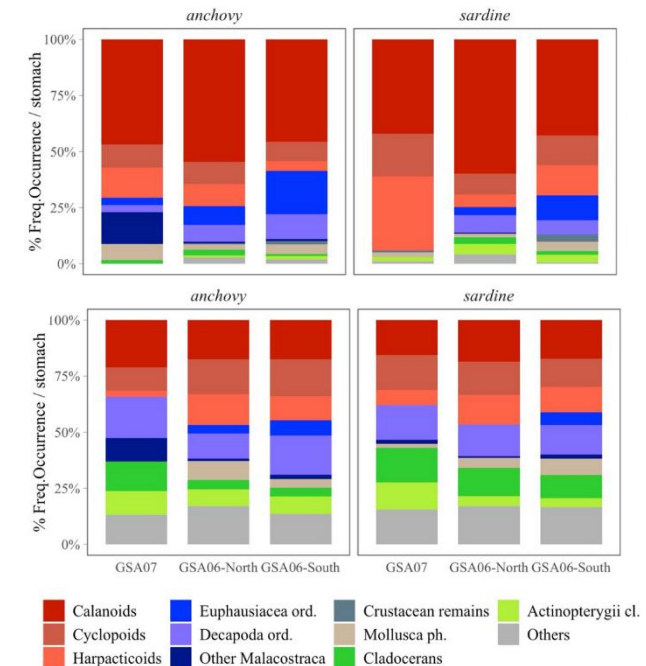 anchovy sardine
100%
75%
50%
25%
0%
% Freq.Occurrence / stomach
anchovy sardine
100%
75%
50%
25%
0%
% Freq.Occurrence / stomach
GSA07 GSA06-North GSA06-South GSA07 GSA06-North GSA06-South
Calanoids Euphausiacea ord. Crustacean remains Actinopterygii cl.
Cyclopoids Decapoda ord. Mollusca ph. Others
Harpacticoids Other Malacostraca Cladocerans